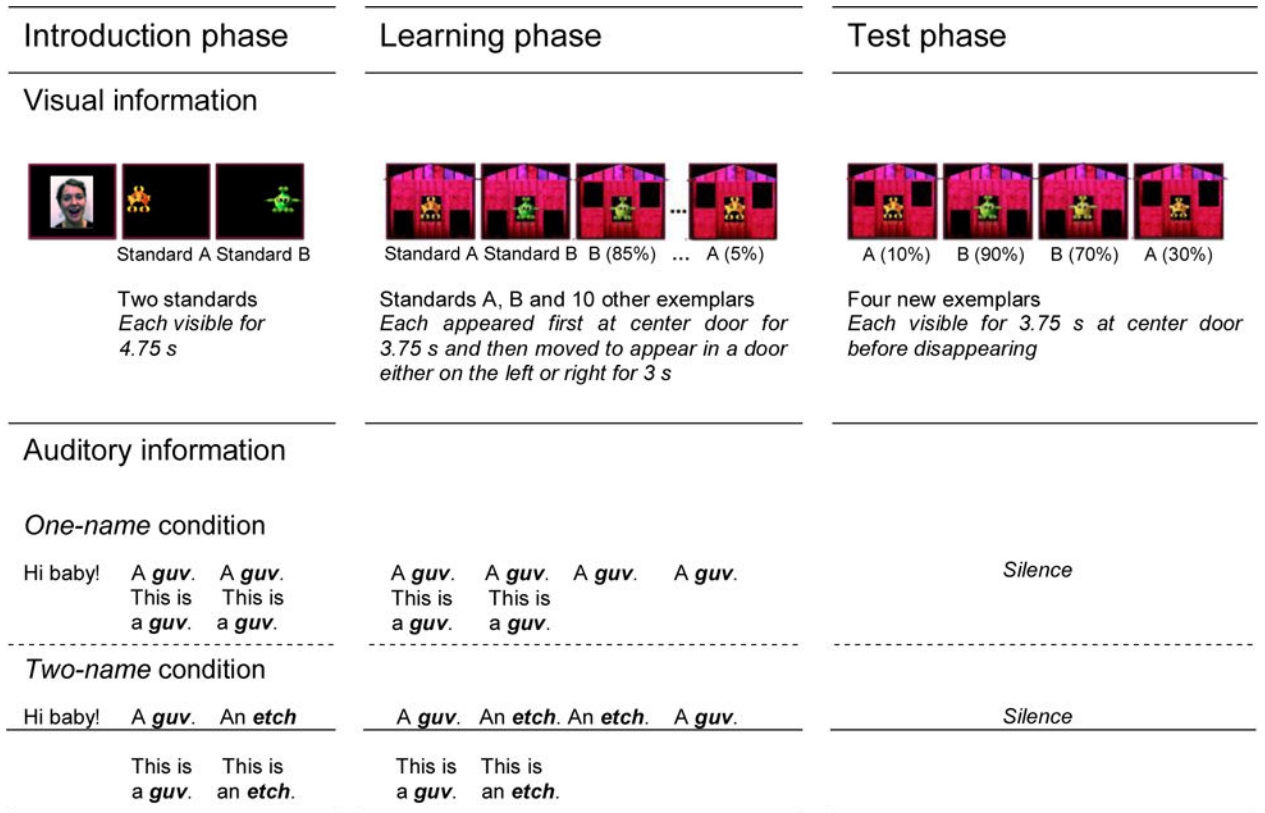 Introduction phase
Learning phase
Test phase
Visual information
Standard A Standard B
Standard A Standard B B (85%) ... A (5%)
A (10%) B (90%) B (70%) A (30%)
Two standards
Each visible for
4.75 s
Standards A, B and 10 other exemplars
Each appeared first at center door for
3.75 s and then moved to appear in a door
either on the left or right for 3 s
Four new exemplars
Each visible for 3.75 s at center door
before disappearing
Auditory information
One-name condition
Hi baby! A guv. A guv.
This is This is
a guv. a guv.
A guv. A guv. A guv. A guv.
This is This is
a guv. a guv.
Silence
Two-name condition
Hi baby! A guv. An etch
This is This is
a guv. an etch.
A guv. An etch. An etch. A guv.
This is This is
a guv. an etch.
Silence